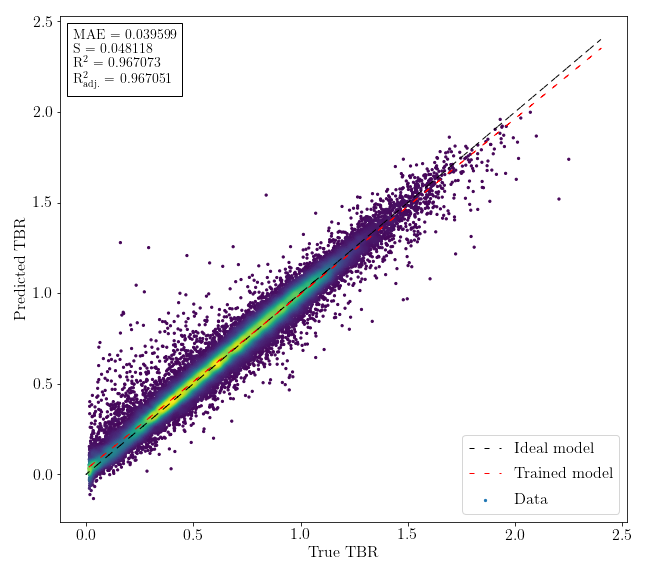 MAE = 0.039599
S = 0.048118
R² = 0.967073
R²adj. = 0.967051
2.5
2.0
1.5
1.0
0.5
0.0
Predicted TBR
Ideal model
Trained model
Data
0.0 0.5 1.0 1.5 2.0 2.5
True TBR